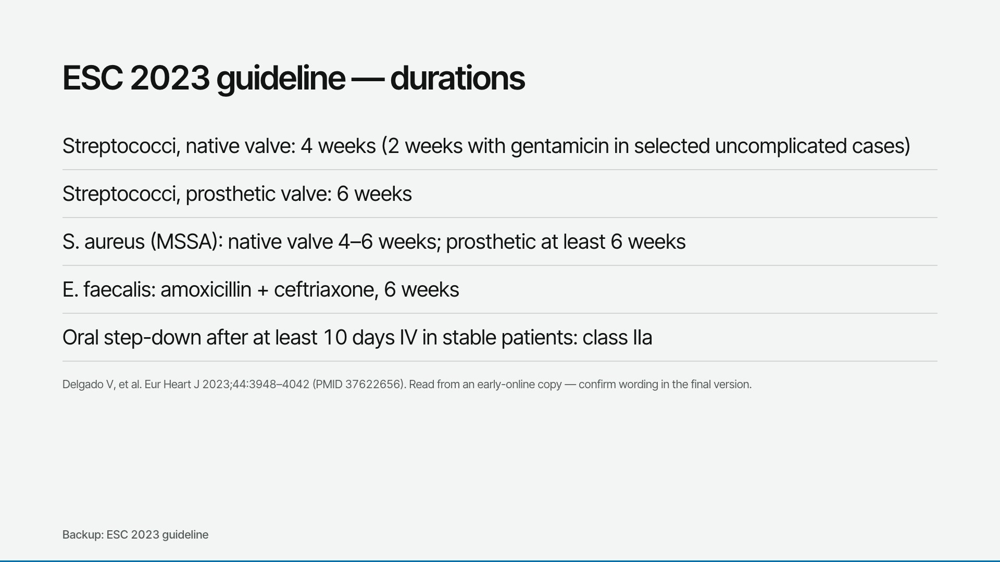 ESC 2023 guideline — durations
Streptococci, native valve: 4 weeks (2 weeks with gentamicin in selected uncomplicated cases)
Streptococci, prosthetic valve: 6 weeks
S. aureus (MSSA): native valve 4–6 weeks; prosthetic at least 6 weeks
E. faecalis: amoxicillin + ceftriaxone, 6 weeks
Oral step-down after at least 10 days IV in stable patients: class IIa
Delgado V, et al. Eur Heart J 2023;44:3948–4042 (PMID 37622656). Read from an early-online copy — confirm wording in the final version.
Backup: ESC 2023 guideline